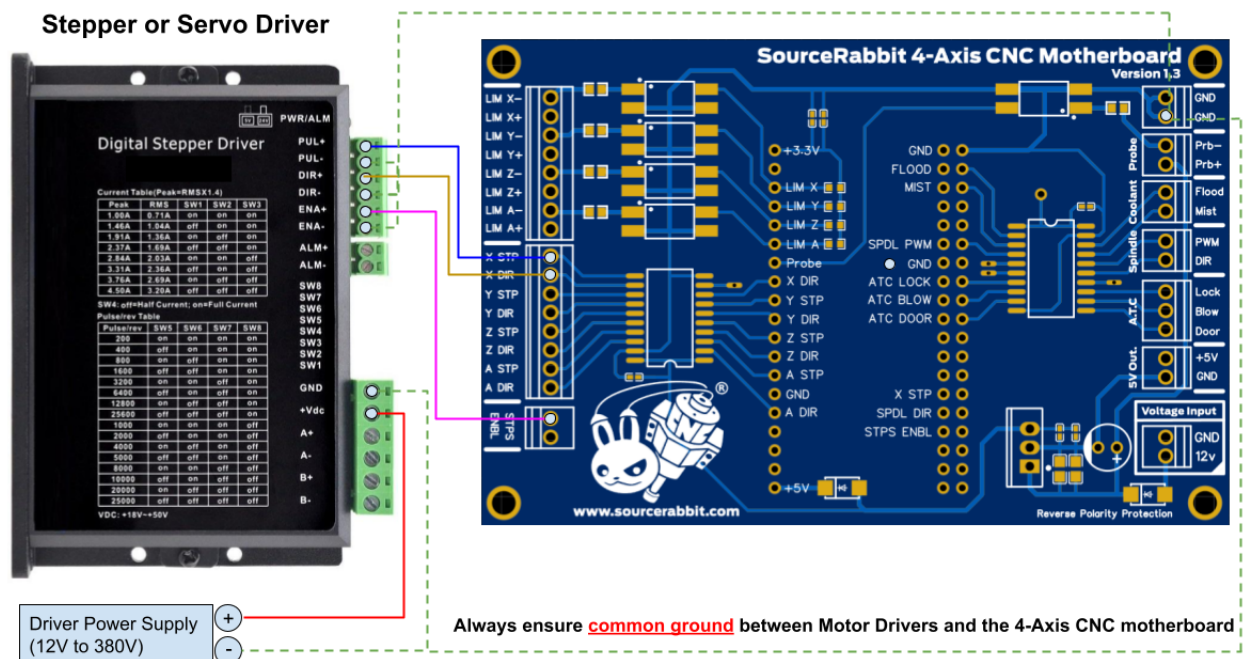 Stepper or Servo Driver
PWR/ALM
5V 24V
Digital Stepper Driver
PUL+
PUL-
DIR+
DIR-
ENA+
ENA-
ALM+
ALM-
SW8
SW7
SW6
SW5
SW4
SW3
SW2
SW1
GND
+Vdc
A+
A-
B+
B-
Current Table(Peak=RMSX1.4)
Peak RMS SW1 SW2 SW3
1.00A 0.71A on on on
1.46A 1.04A off on on
1.91A 1.36A on off on
2.37A 1.69A off off on
2.84A 2.03A on on off
3.31A 2.36A off on off
3.76A 2.69A on off off
4.50A 3.20A off off off
SW4: off=Half Current; on=Full Current
Pulse/rev Table
Pulse/rev SW5 SW6 SW7 SW8
200 on on on on
400 off on on on
800 on off on on
1600 off off on on
3200 on on off on
6400 off on off on
12800 on off off on
25600 off off off on
1000 on on on off
2000 off on on off
4000 on off on off
5000 off off on off
8000 on on off off
10000 off on off off
20000 on off off off
25000 off off off off
VDC: +18V~+50V
Driver Power Supply
(12V to 380V)
+
-
SourceRabbit 4-Axis CNC Motherboard
Version 1.3
LIM X-
LIM X+
LIM Y-
LIM Y+
LIM Z-
LIM Z+
LIM A-
LIM A+
X STP
X DIR
Y STP
Y DIR
Z STP
Z DIR
A STP
A DIR
STPS
ENBL
+3.3V
LIM X
LIM Y
LIM Z
LIM A
Probe
X DIR
Y STP
Y DIR
Z STP
Z DIR
A STP
GND
A DIR
+5V
GND
FLOOD
MIST
SPDL PWM
GND
ATC LOCK
ATC BLOW
ATC DOOR
X STP
SPDL DIR
STPS ENBL
GND
GND
Probe
Prb-
Prb+
Coolant
Flood
Mist
Spindle
PWM
DIR
A.T.C
Lock
Blow
Door
5V Out.
+5V
GND
Voltage Input
GND
12v
+
Reverse Polarity Protection
N
®
www.sourcerabbit.com
Always ensure common ground between Motor Drivers and the 4-Axis CNC motherboard